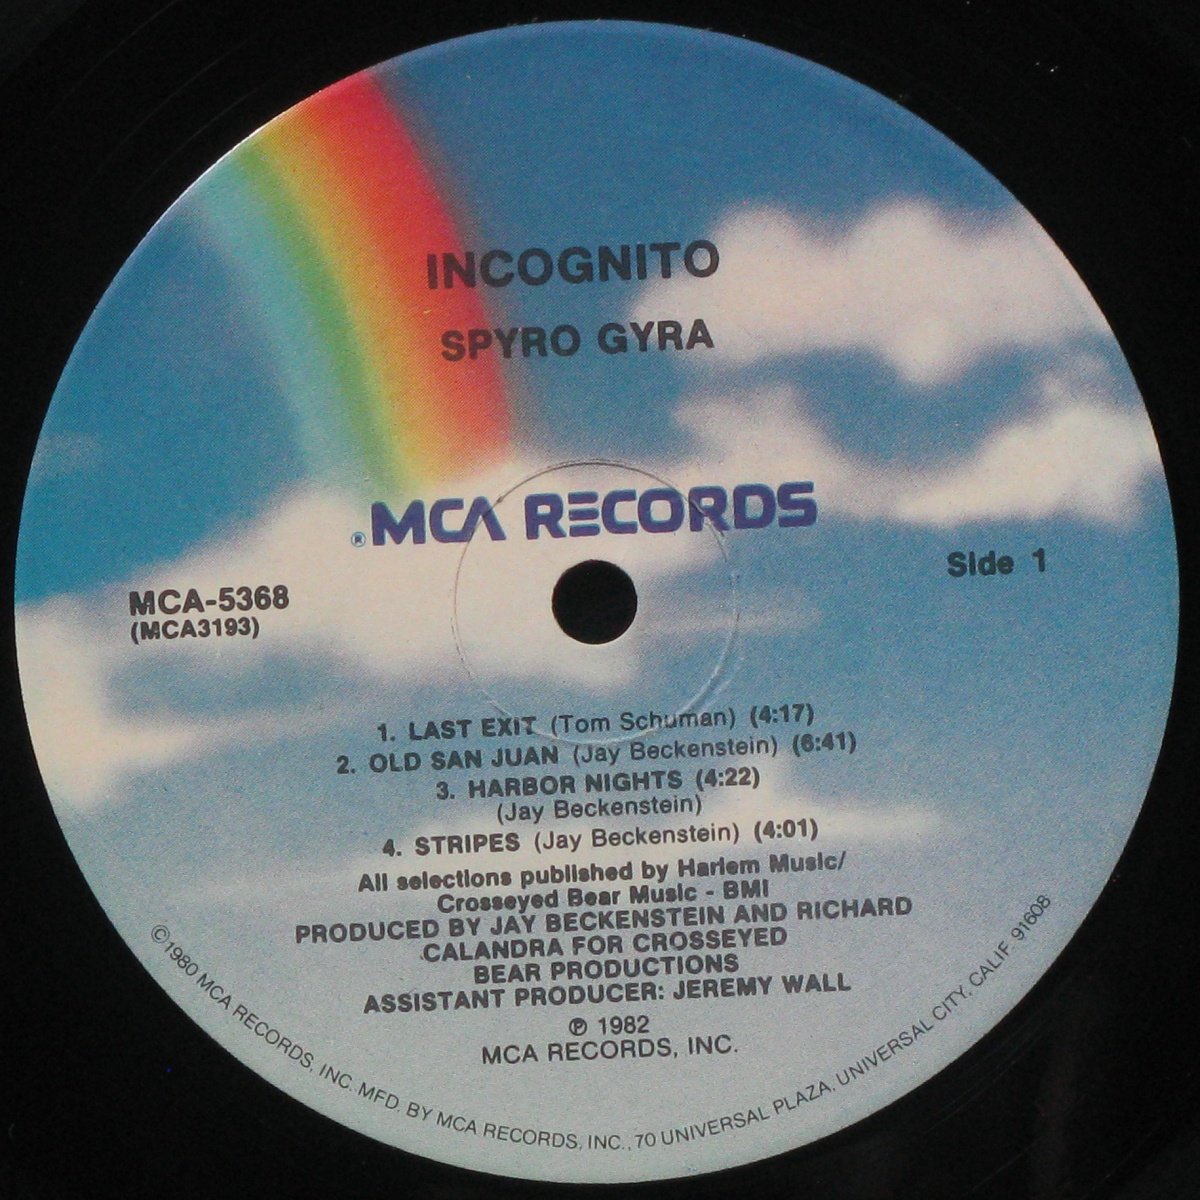 INCOGNITO
SPYRO GYRA
® MCA RECORDS
Side 1
MCA-5368
(MCA3193)
1. LAST EXIT (Tom Schuman) (4:17)
2. OLD SAN JUAN (Jay Beckenstein) (6:41)
3. HARBOR NIGHTS (4:22)
(Jay Beckenstein)
4. STRIPES (Jay Beckenstein) (4:01)
All selections published by Harlem Music/
Crosseyed Bear Music - BMI
PRODUCED BY JAY BECKENSTEIN AND RICHARD
CALANDRA FOR CROSSEYED
BEAR PRODUCTIONS
ASSISTANT PRODUCER: JEREMY WALL
℗ 1982
MCA RECORDS, INC.
©1980 MCA RECORDS, INC. MFD. BY MCA RECORDS, INC., 70 UNIVERSAL PLAZA, UNIVERSAL CITY, CALIF. 91608